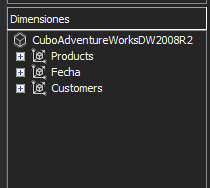 Dimensiones
CuboAdventureWorksDW2008R2
Products
Fecha
Customers